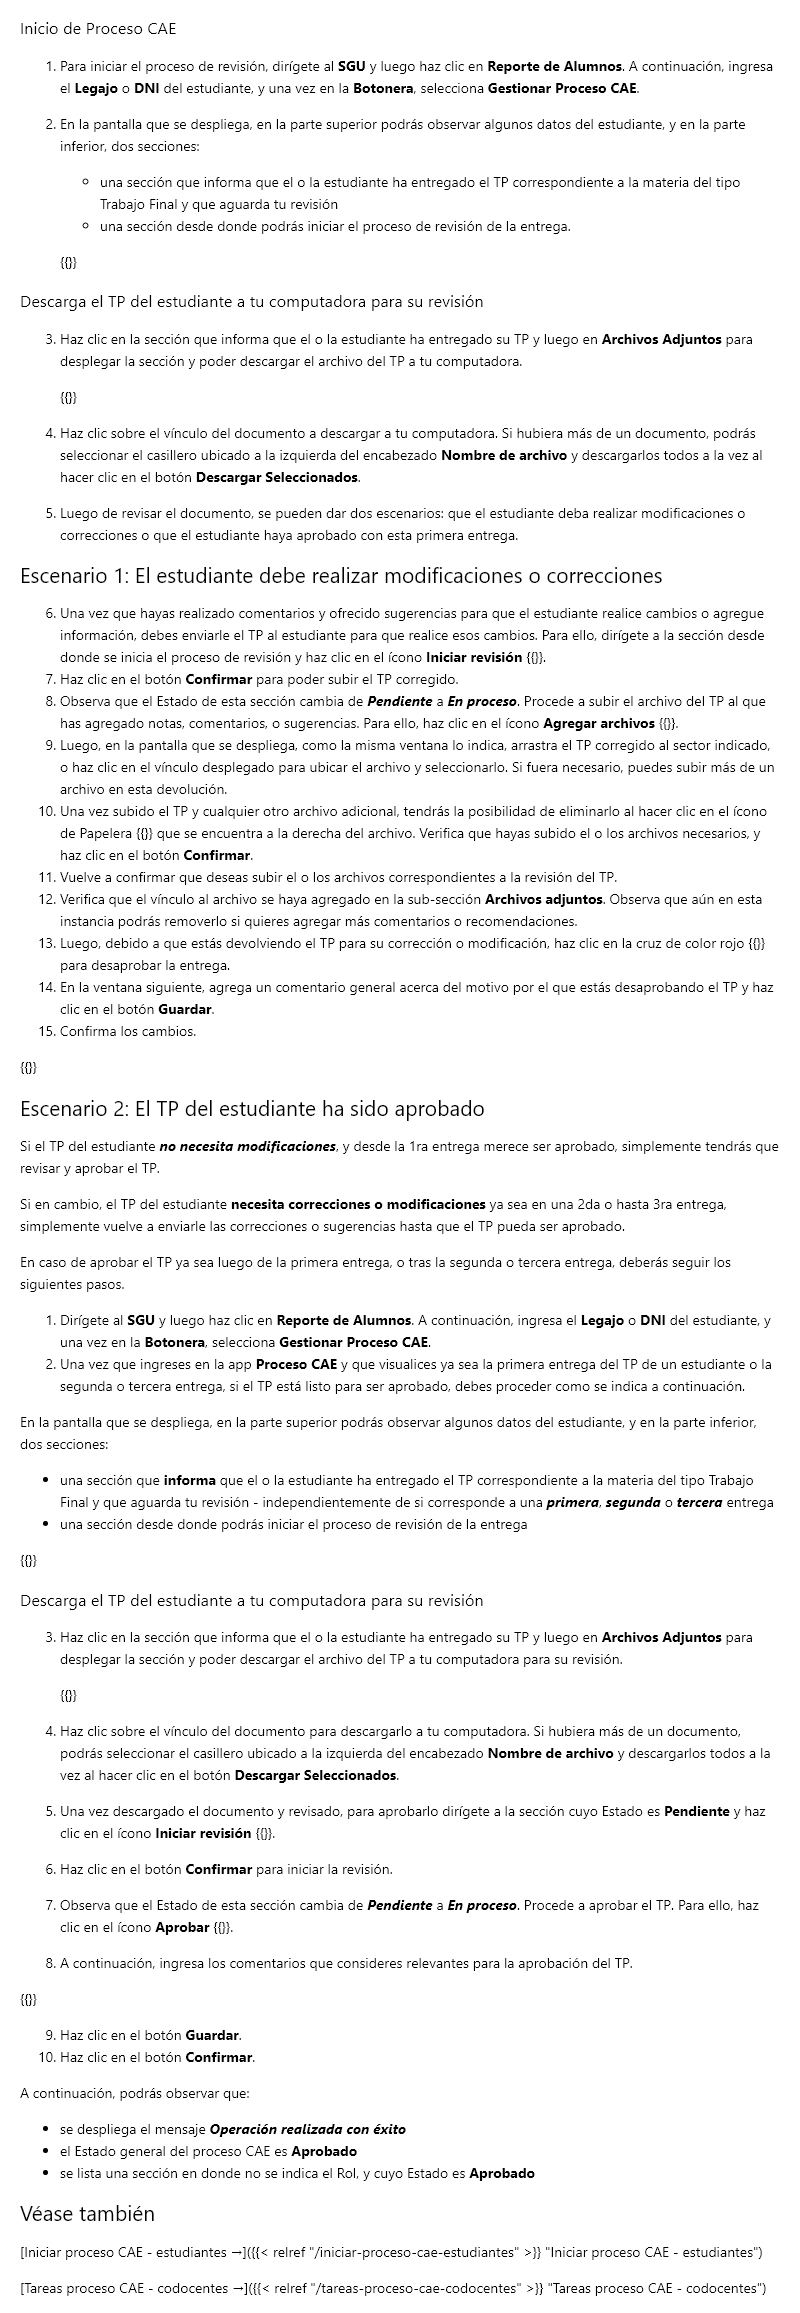 Inicio de Proceso CAE
1. Para iniciar el proceso de revisión, dirígete al SGU y luego haz clic en Reporte de Alumnos. A continuación, ingresa
el Legajo o DNI del estudiante, y una vez en la Botonera, selecciona Gestionar Proceso CAE.
2. En la pantalla que se despliega, en la parte superior podrás observar algunos datos del estudiante, y en la parte
inferior, dos secciones:
◦ una sección que informa que el o la estudiante ha entregado el TP correspondiente a la materia del tipo
Trabajo Final y que aguarda tu revisión
◦ una sección desde donde podrás iniciar el proceso de revisión de la entrega.
{{}}
Descarga el TP del estudiante a tu computadora para su revisión
3. Haz clic en la sección que informa que el o la estudiante ha entregado su TP y luego en Archivos Adjuntos para
desplegar la sección y poder descargar el archivo del TP a tu computadora.
{{}}
4. Haz clic sobre el vínculo del documento a descargar a tu computadora. Si hubiera más de un documento, podrás
seleccionar el casillero ubicado a la izquierda del encabezado Nombre de archivo y descargarlos todos a la vez al
hacer clic en el botón Descargar Seleccionados.
5. Luego de revisar el documento, se pueden dar dos escenarios: que el estudiante deba realizar modificaciones o
correcciones o que el estudiante haya aprobado con esta primera entrega.
Escenario 1: El estudiante debe realizar modificaciones o correcciones
6. Una vez que hayas realizado comentarios y ofrecido sugerencias para que el estudiante realice cambios o agregue
información, debes enviarle el TP al estudiante para que realice esos cambios. Para ello, dirígete a la sección desde
donde se inicia el proceso de revisión y haz clic en el ícono Iniciar revisión {{}}.
7. Haz clic en el botón Confirmar para poder subir el TP corregido.
8. Observa que el Estado de esta sección cambia de Pendiente a En proceso. Procede a subir el archivo del TP al que
has agregado notas, comentarios, o sugerencias. Para ello, haz clic en el ícono Agregar archivos {{}}.
9. Luego, en la pantalla que se despliega, como la misma ventana lo indica, arrastra el TP corregido al sector indicado,
o haz clic en el vínculo desplegado para ubicar el archivo y seleccionarlo. Si fuera necesario, puedes subir más de un
archivo en esta devolución.
10. Una vez subido el TP y cualquier otro archivo adicional, tendrás la posibilidad de eliminarlo al hacer clic en el ícono
de Papelera {{}} que se encuentra a la derecha del archivo. Verifica que hayas subido el o los archivos necesarios, y
haz clic en el botón Confirmar.
11. Vuelve a confirmar que deseas subir el o los archivos correspondientes a la revisión del TP.
12. Verifica que el vínculo al archivo se haya agregado en la sub-sección Archivos adjuntos. Observa que aún en esta
instancia podrás removerlo si quieres agregar más comentarios o recomendaciones.
13. Luego, debido a que estás devolviendo el TP para su corrección o modificación, haz clic en la cruz de color rojo {{}}
para desaprobar la entrega.
14. En la ventana siguiente, agrega un comentario general acerca del motivo por el que estás desaprobando el TP y haz
clic en el botón Guardar.
15. Confirma los cambios.
{{}}
Escenario 2: El TP del estudiante ha sido aprobado
Si el TP del estudiante no necesita modificaciones, y desde la 1ra entrega merece ser aprobado, simplemente tendrás que
revisar y aprobar el TP.
Si en cambio, el TP del estudiante necesita correcciones o modificaciones ya sea en una 2da o hasta 3ra entrega,
simplemente vuelve a enviarle las correcciones o sugerencias hasta que el TP pueda ser aprobado.
En caso de aprobar el TP ya sea luego de la primera entrega, o tras la segunda o tercera entrega, deberás seguir los
siguientes pasos.
1. Dirígete al SGU y luego haz clic en Reporte de Alumnos. A continuación, ingresa el Legajo o DNI del estudiante, y
una vez en la Botonera, selecciona Gestionar Proceso CAE.
2. Una vez que ingreses en la app Proceso CAE y que visualices ya sea la primera entrega del TP de un estudiante o la
segunda o tercera entrega, si el TP está listo para ser aprobado, debes proceder como se indica a continuación.
En la pantalla que se despliega, en la parte superior podrás observar algunos datos del estudiante, y en la parte inferior,
dos secciones:
• una sección que informa que el o la estudiante ha entregado el TP correspondiente a la materia del tipo Trabajo
Final y que aguarda tu revisión - independientemente de si corresponde a una primera, segunda o tercera entrega
• una sección desde donde podrás iniciar el proceso de revisión de la entrega
{{}}
Descarga el TP del estudiante a tu computadora para su revisión
3. Haz clic en la sección que informa que el o la estudiante ha entregado su TP y luego en Archivos Adjuntos para
desplegar la sección y poder descargar el archivo del TP a tu computadora para su revisión.
{{}}
4. Haz clic sobre el vínculo del documento para descargarlo a tu computadora. Si hubiera más de un documento,
podrás seleccionar el casillero ubicado a la izquierda del encabezado Nombre de archivo y descargarlos todos a la
vez al hacer clic en el botón Descargar Seleccionados.
5. Una vez descargado el documento y revisado, para aprobarlo dirígete a la sección cuyo Estado es Pendiente y haz
clic en el ícono Iniciar revisión {{}}.
6. Haz clic en el botón Confirmar para iniciar la revisión.
7. Observa que el Estado de esta sección cambia de Pendiente a En proceso. Procede a aprobar el TP. Para ello, haz
clic en el ícono Aprobar {{}}.
8. A continuación, ingresa los comentarios que consideres relevantes para la aprobación del TP.
{{}}
9. Haz clic en el botón Guardar.
10. Haz clic en el botón Confirmar.
A continuación, podrás observar que:
• se despliega el mensaje Operación realizada con éxito
• el Estado general del proceso CAE es Aprobado
• se lista una sección en donde no se indica el Rol, y cuyo Estado es Aprobado
Véase también
[Iniciar proceso CAE - estudiantes →]({{< relref "/iniciar-proceso-cae-estudiantes" >}} "Iniciar proceso CAE - estudiantes")
[Tareas proceso CAE - codocentes →]({{< relref "/tareas-proceso-cae-codocentes" >}} "Tareas proceso CAE - codocentes")